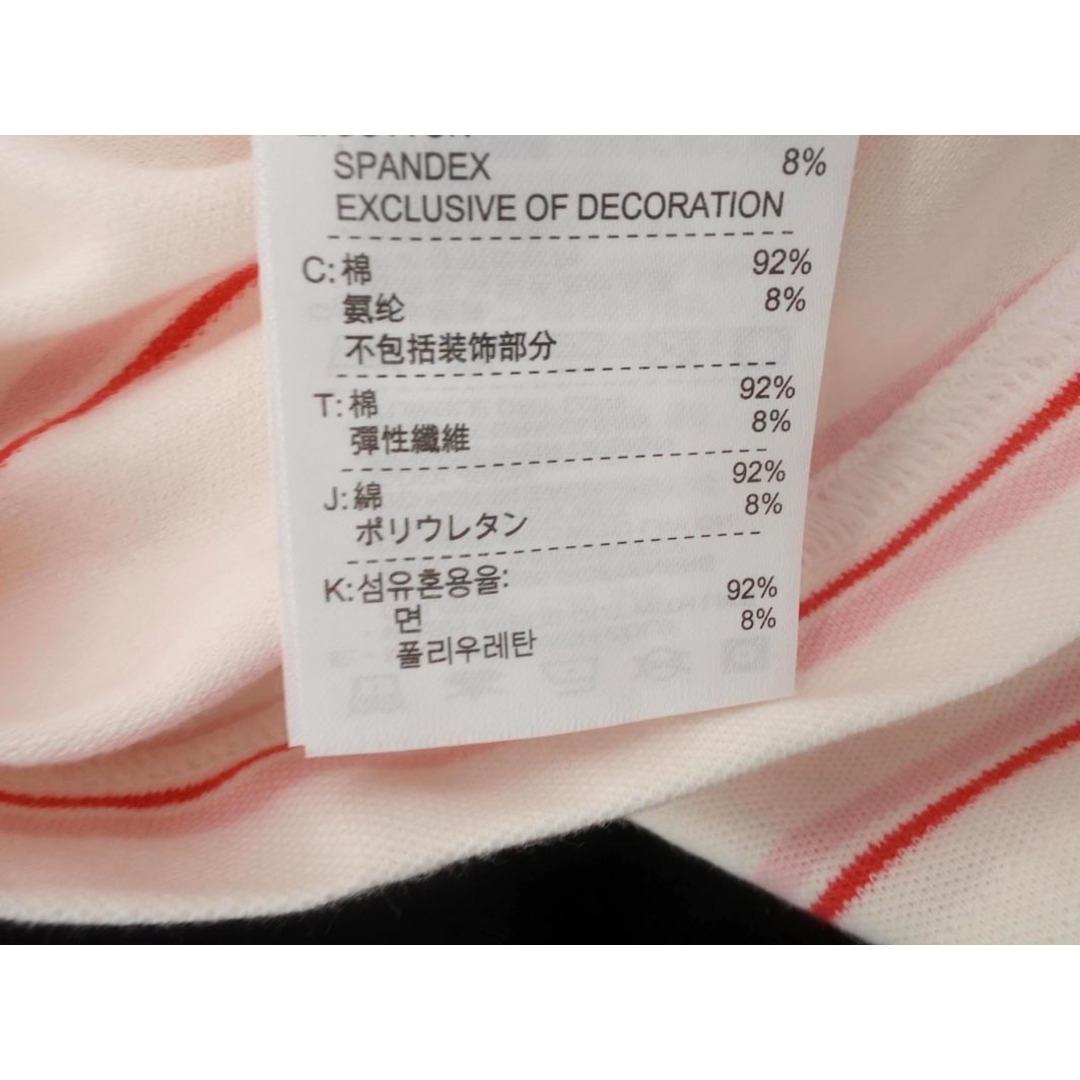 SPANDEX 8%
EXCLUSIVE OF DECORATION
C: 棉 92%
氨纶 8%
不包括装饰部分
T: 棉 92%
彈性纖維 8%
J: 綿 92%
ポリウレタン 8%
K: 섬유혼용율:
면 92%
폴리우레탄 8%